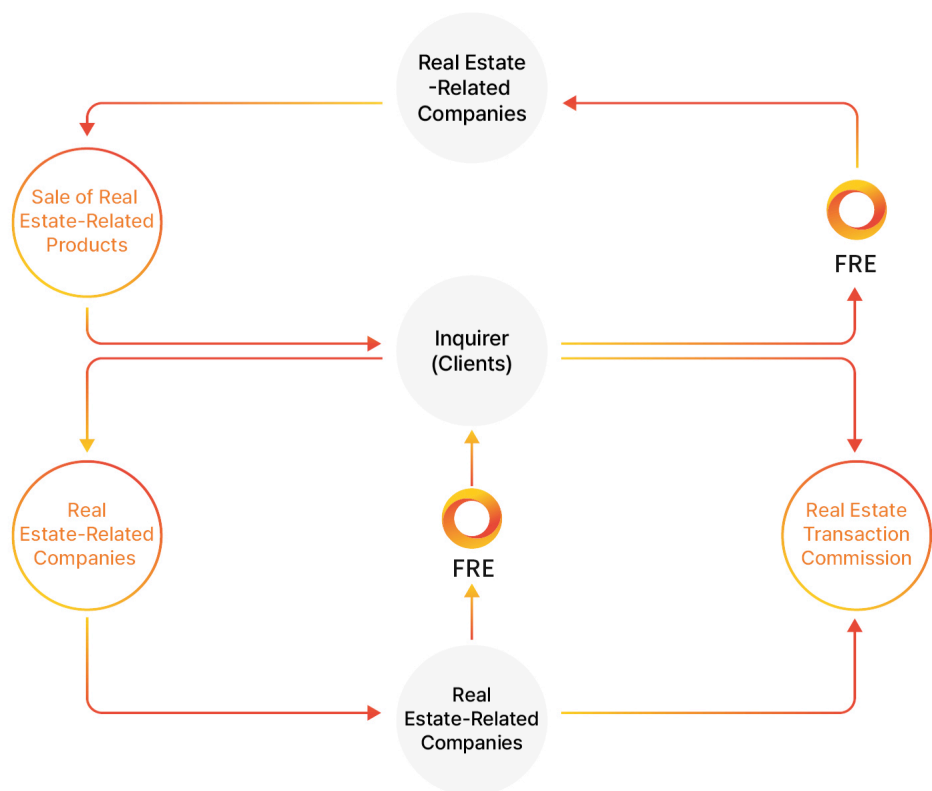 Real Estate
-Related
Companies
Sale of Real
Estate-Related
Products
FRE
Inquirer
(Clients)
Real
Estate-Related
Companies
FRE
Real Estate
Transaction
Commission
Real
Estate-Related
Companies